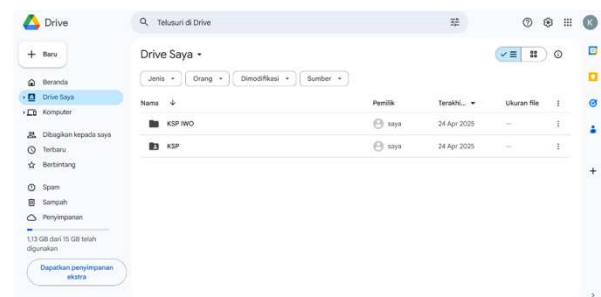 Drive
Telusuri di Drive
K
Baru
Drive Saya
Beranda
Drive Saya
Komputer
Dibagikan kepada saya
Terbaru
Berbintang
Spam
Sampah
Penyimpanan
1,13 GB dari 15 GB telah
digunakan
Dapatkan penyimpanan
ekstra
Jenis
Orang
Dimodifikasi
Sumber
Nama
Pemilik
Terakhi...
Ukuran file
KSP IWO
saya
24 Apr 2025
—
KSP
saya
24 Apr 2025
—